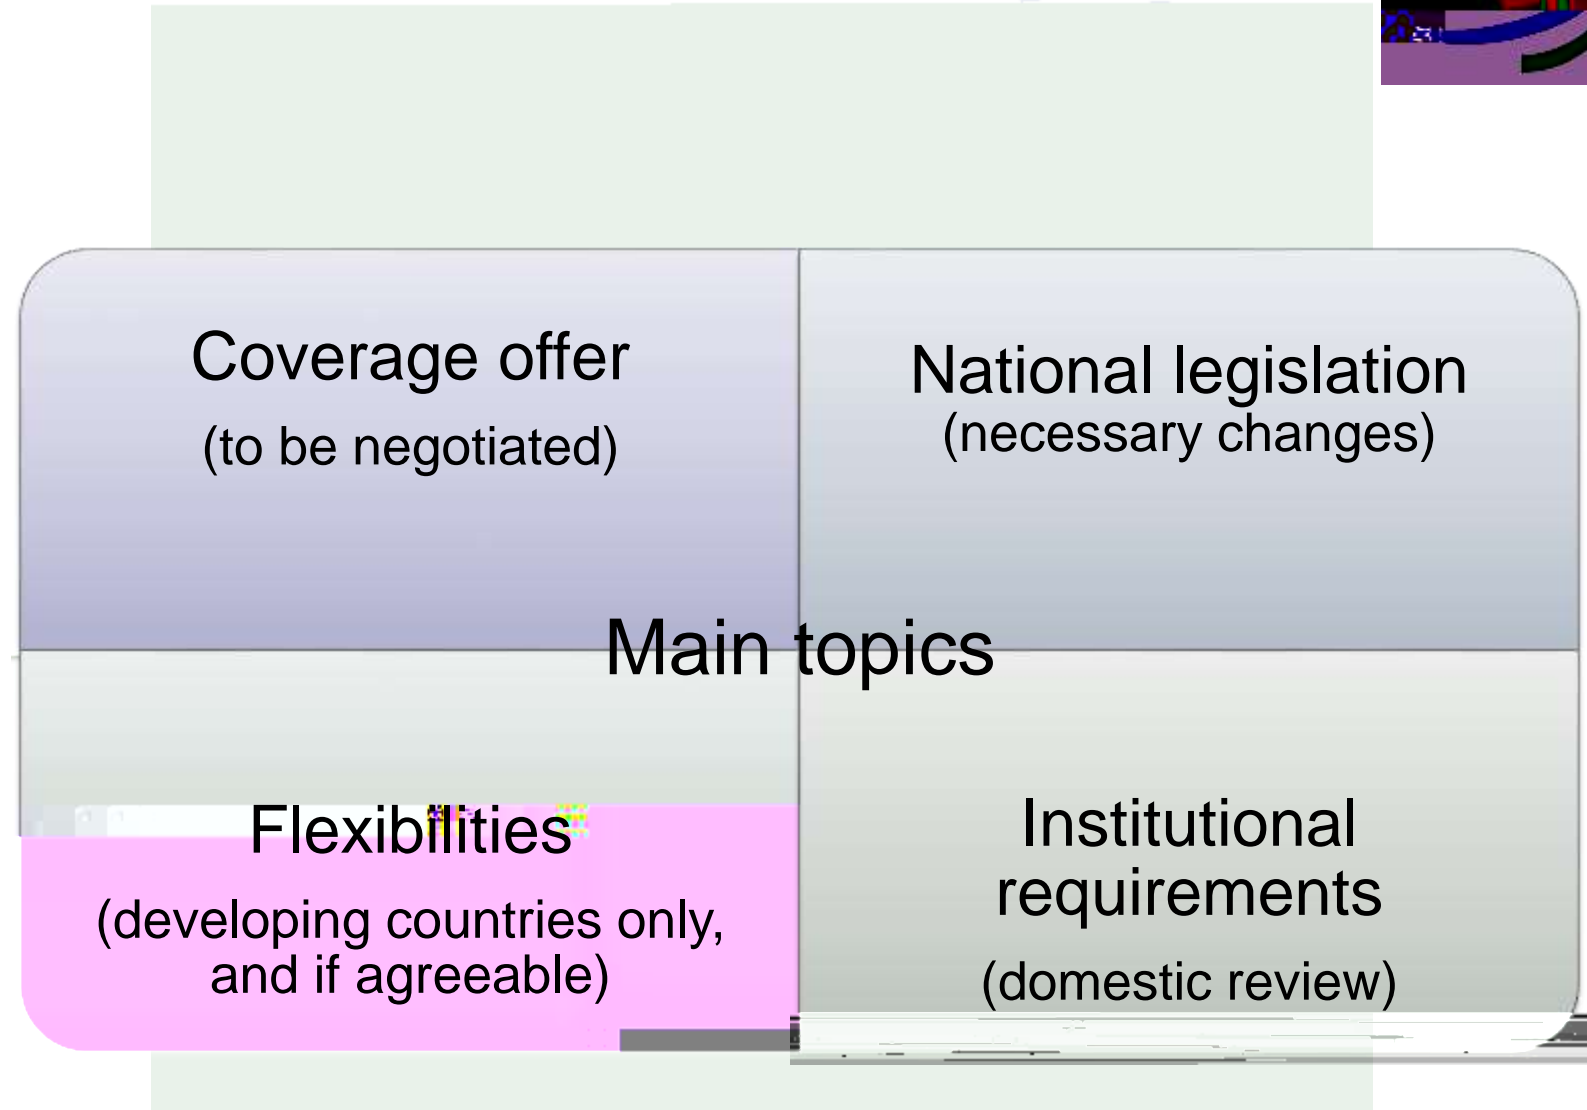 Coverage offer
(to be negotiated)
National legislation
(necessary changes)
Main topics
Flexibilities
(developing countries only,
and if agreeable)
Institutional
requirements
(domestic review)